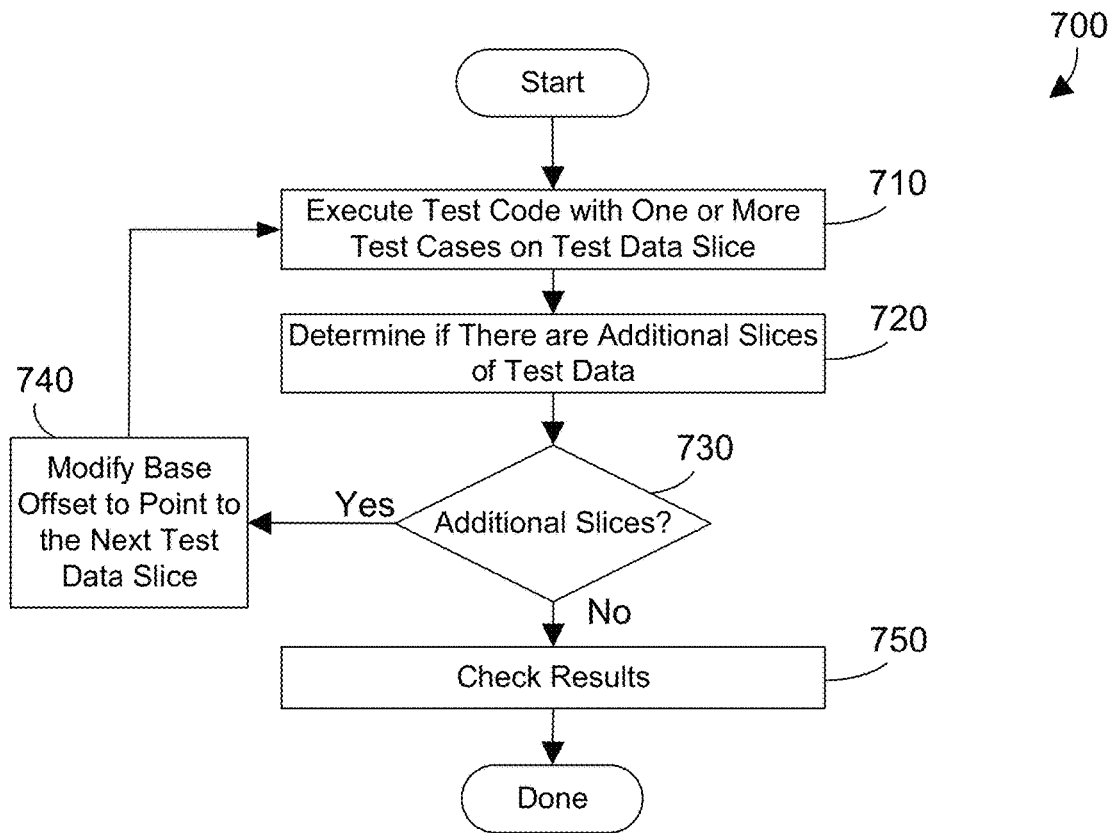 700
Start
710
Execute Test Code with One or More
Test Cases on Test Data Slice
720
Determine if There are Additional Slices
of Test Data
740
Modify Base
Offset to Point to
the Next Test
Data Slice
Yes
730
Additional Slices?
No
750
Check Results
Done